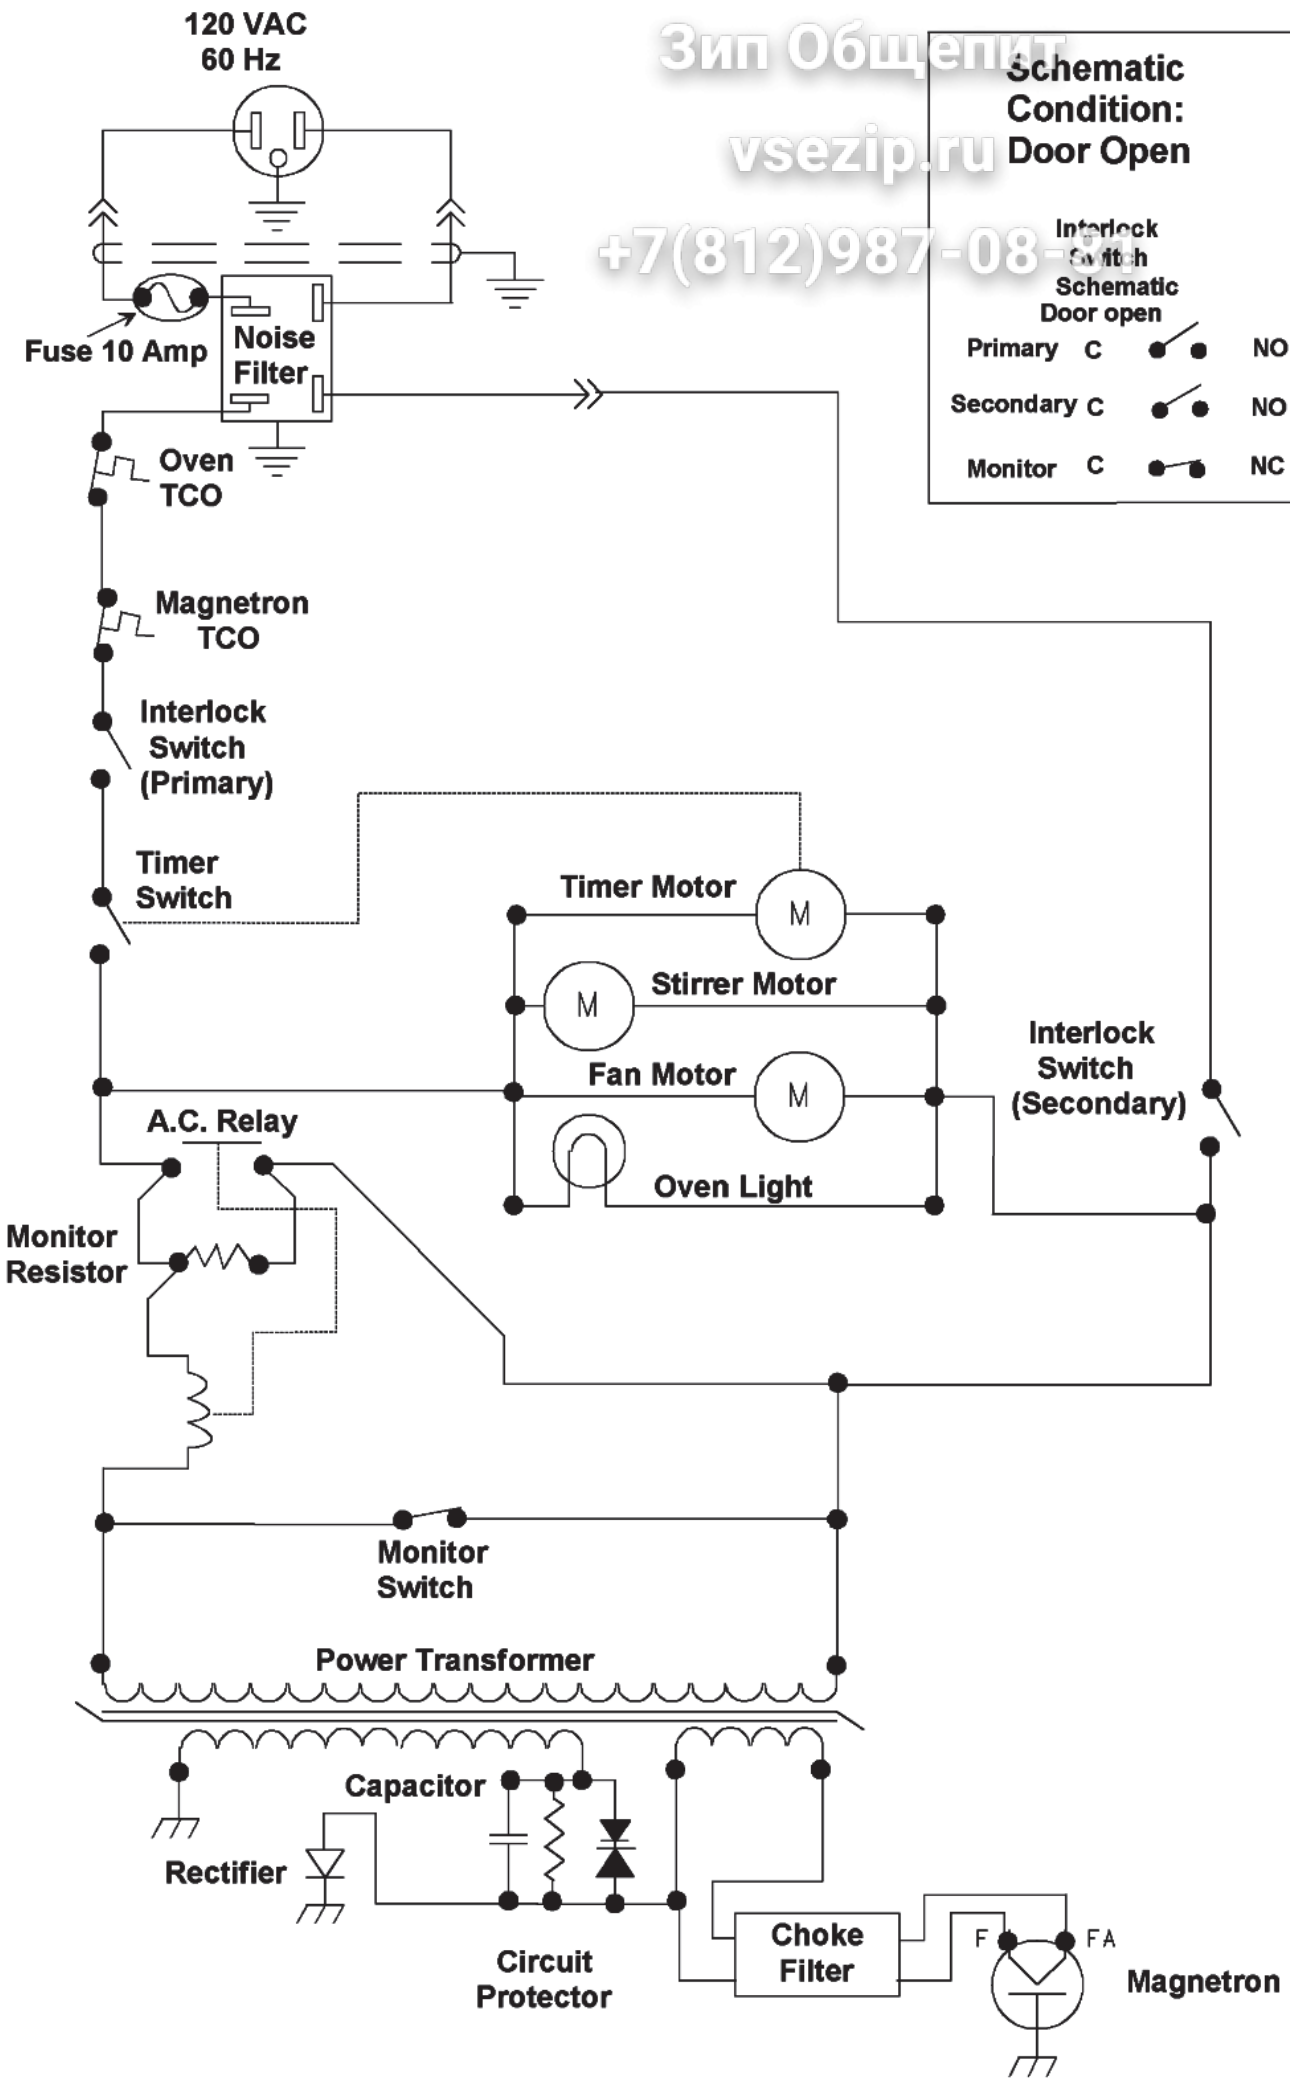 120 VAC
60 Hz
Зип Общепит
vsezip.ru
+7(812)987-08-81
Schematic
Condition:
Door Open
Interlock
Switch
Schematic
Door open
Primary C NO
Secondary C NO
Monitor C NC
Fuse 10 Amp
Noise
Filter
Oven
TCO
Magnetron
TCO
Interlock
Switch
(Primary)
Timer
Switch
Timer Motor
M
M
Stirrer Motor
Fan Motor
M
Oven Light
Interlock
Switch
(Secondary)
A.C. Relay
Monitor
Resistor
Monitor
Switch
Power Transformer
Capacitor
Rectifier
Circuit
Protector
Choke
Filter
F
FA
Magnetron